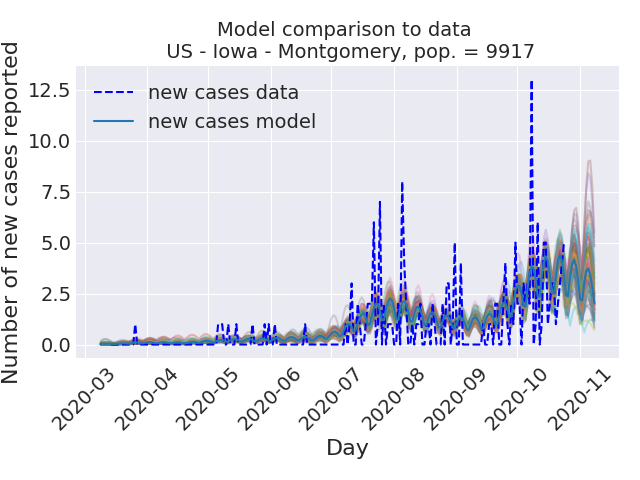 Model comparison to data
US - Iowa - Montgomery, pop. = 9917
Number of new cases reported
12.5
10.0
7.5
5.0
2.5
0.0
new cases data
new cases model
2020-03
2020-04
2020-05
2020-06
2020-07
2020-08
2020-09
2020-10
2020-11
Day